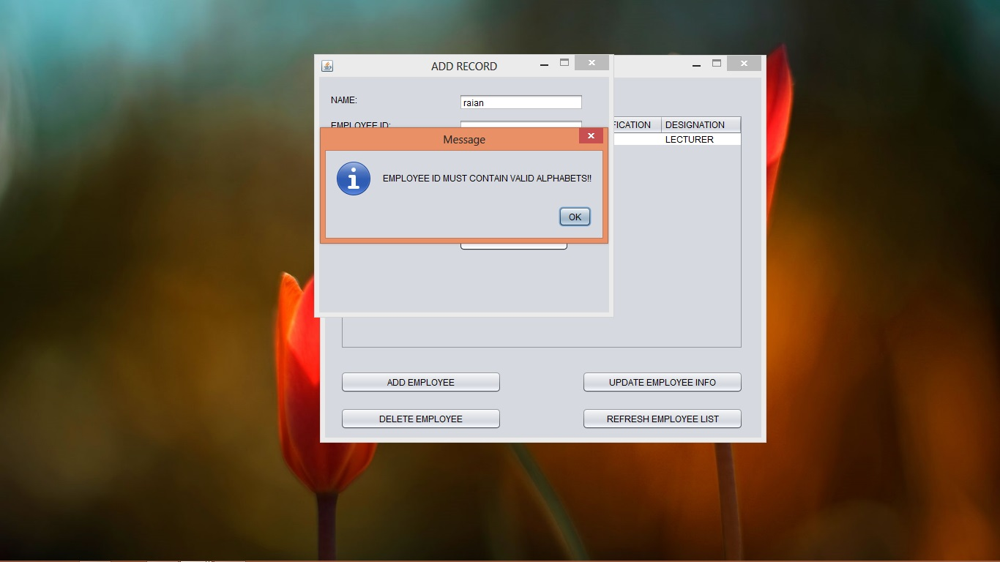 ADD RECORD
NAME:
raian
EMPLOYEE ID:
FICATION
DESIGNATION
LECTURER
Message
EMPLOYEE ID MUST CONTAIN VALID ALPHABETS!!
OK
ADD EMPLOYEE
UPDATE EMPLOYEE INFO
DELETE EMPLOYEE
REFRESH EMPLOYEE LIST